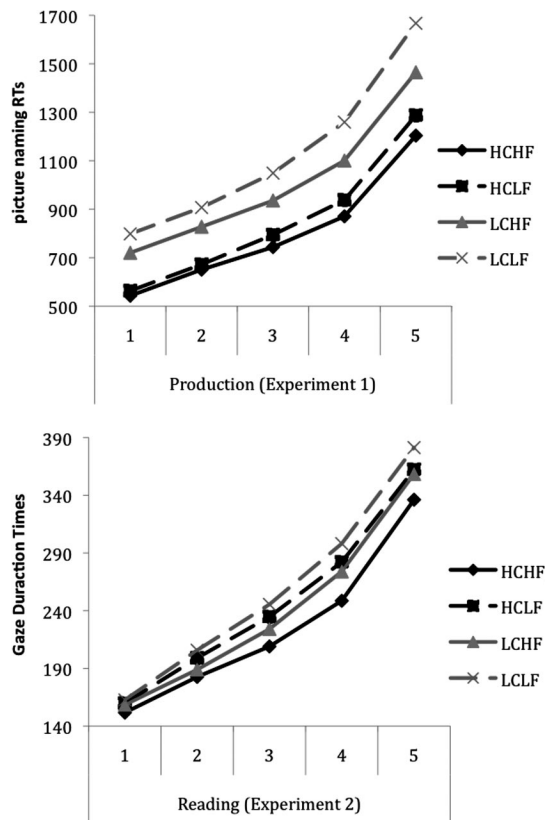 1700
1500
1300
1100
900
700
500
picture naming RTs
HCHF
HCLF
LCHF
LCLF
1 2 3 4 5
Production (Experiment 1)
390
340
290
240
190
140
Gaze Duraction Times
HCHF
HCLF
LCHF
LCLF
1 2 3 4 5
Reading (Experiment 2)